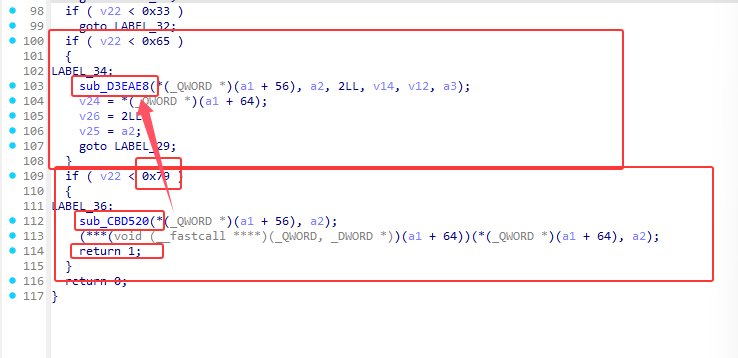 98 if ( v22 < 0x33 )
99 goto LABEL_32;
100 if ( v22 < 0x65 )
101 {
102 LABEL_34:
103 sub_D3EAE8(*(_QWORD *)(a1 + 56), a2, 2LL, v14, v12, a3);
104 v24 = *(_QWORD *)(a1 + 64);
105 v26 = 2LL
106 v25 = a2;
107 goto LABEL_29;
108 }
109 if ( v22 < 0x79 )
110 {
111 LABEL_36:
112 sub_CBD520(*(_QWORD *)(a1 + 56), a2);
113 (***(void (__fastcall ****)(_QWORD, _DWORD *))(a1 + 64))(*(_QWORD *)(a1 + 64), a2);
114 return 1;
115 }
116 return 0;
117 }